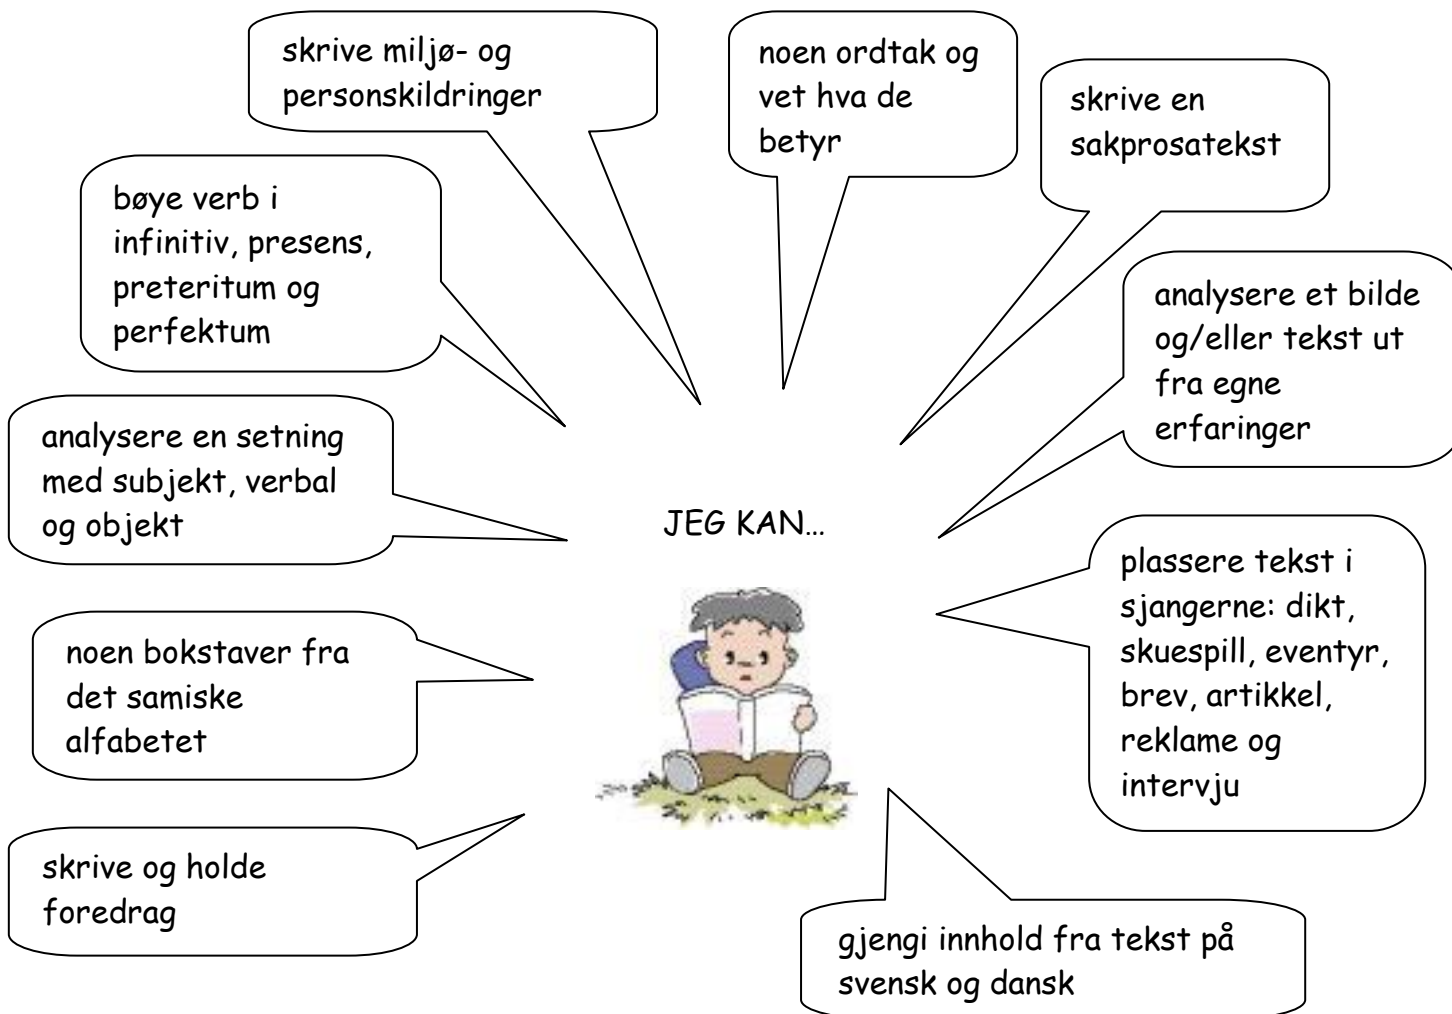 skrive miljø- og
personskildringer
noen ordtak og
vet hva de
betyr
skrive en
sakprosatekst
bøye verb i
infinitiv, presens,
preteritum og
perfektum
analysere et bilde
og/eller tekst ut
fra egne
erfaringer
analysere en setning
med subjekt, verbal
og objekt
JEG KAN...
plassere tekst i
sjangerne: dikt,
skuespill, eventyr,
brev, artikkel,
reklame og
intervju
noen bokstaver fra
det samiske
alfabetet
skrive og holde
foredrag
gjengi innhold fra tekst på
svensk og dansk